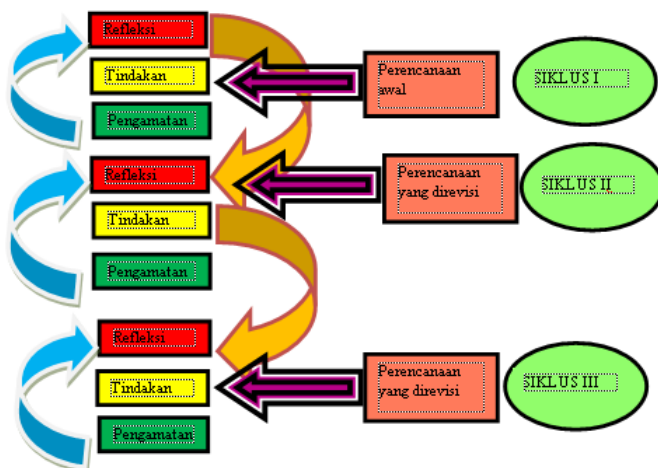 Refleksi
Tindakan
Pengamatan
Perencanaan
awal
SIKLUS I
Refleksi
Tindakan
Pengamatan
Perencanaan
yang direvisi
SIKLUS II
Refleksi
Tindakan
Pengamatan
Perencanaan
yang direvisi
SIKLUS III